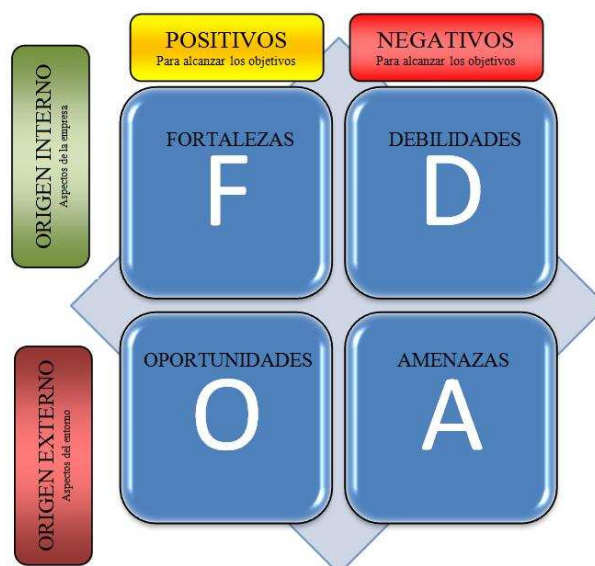 POSITIVOS
Para alcanzar los objetivos
NEGATIVOS
Para alcanzar los objetivos
ORIGEN INTERNO
Aspectos de la empresa
FORTALEZAS
F
DEBILIDADES
D
ORIGEN EXTERNO
Aspectos del entorno
OPORTUNIDADES
O
AMENAZAS
A